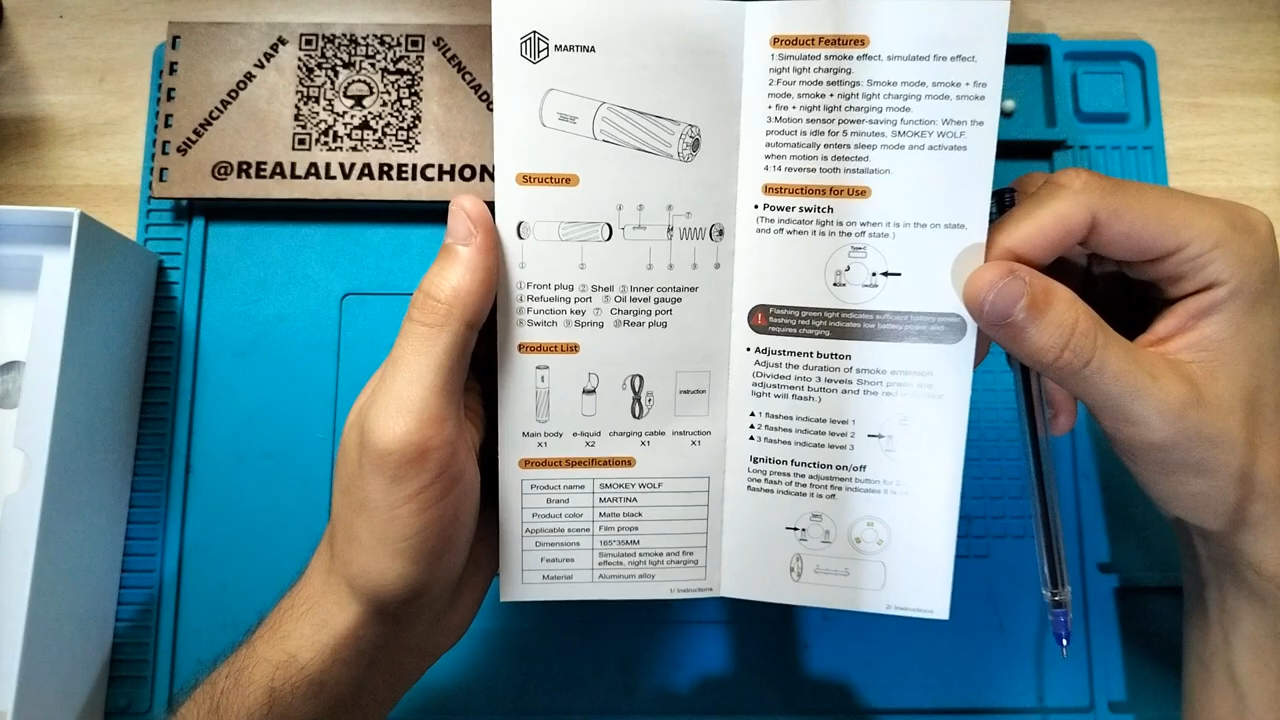 SILENCIADOR VAPE
@REALALVAREICHON
MARTINA
Structure
① Front plug ② Shell ③ Inner container
④ Refueling port ⑤ Oil level gauge
⑥ Function key ⑦ Charging port
⑧ Switch ⑨ Spring ⑩ Rear plug
Product List
instruction
Main body e-liquid charging cable instruction
X1 X2 X1 X1
Product Specifications
Product name SMOKEY WOLF
Brand MARTINA
Product color Matte black
Applicable scene Film props
Dimensions 165*35MM
Features Simulated smoke and fire
effects, night light charging
Material Aluminum alloy
1/ Instructions
Product Features
1:Simulated smoke effect, simulated fire effect,
night light charging.
2:Four mode settings: Smoke mode, smoke + fire
mode, smoke + night light charging mode, smoke
+ fire + night light charging mode.
3:Motion sensor power-saving function: When the
product is idle for 5 minutes, SMOKEY WOLF.
automatically enters sleep mode and activates
when motion is detected.
4:14 reverse tooth installation.
Instructions for Use
• Power switch
(The indicator light is on when it is in the on state,
and off when it is in the off state.)
Type-C
Flashing green light indicates sufficient battery power
flashing red light indicates low battery power and
requires charging.
• Adjustment button
Adjust the duration of smoke emission
(Divided into 3 levels Short press the
adjustment button and the red indicator
light will flash.)
▲ 1 flashes indicate level 1
▲ 2 flashes indicate level 2
▲ 3 flashes indicate level 3
Ignition function on/off
Long press the adjustment button for
one flash of the front fire indicates it is
flashes indicate it is off.
2/ Instructions